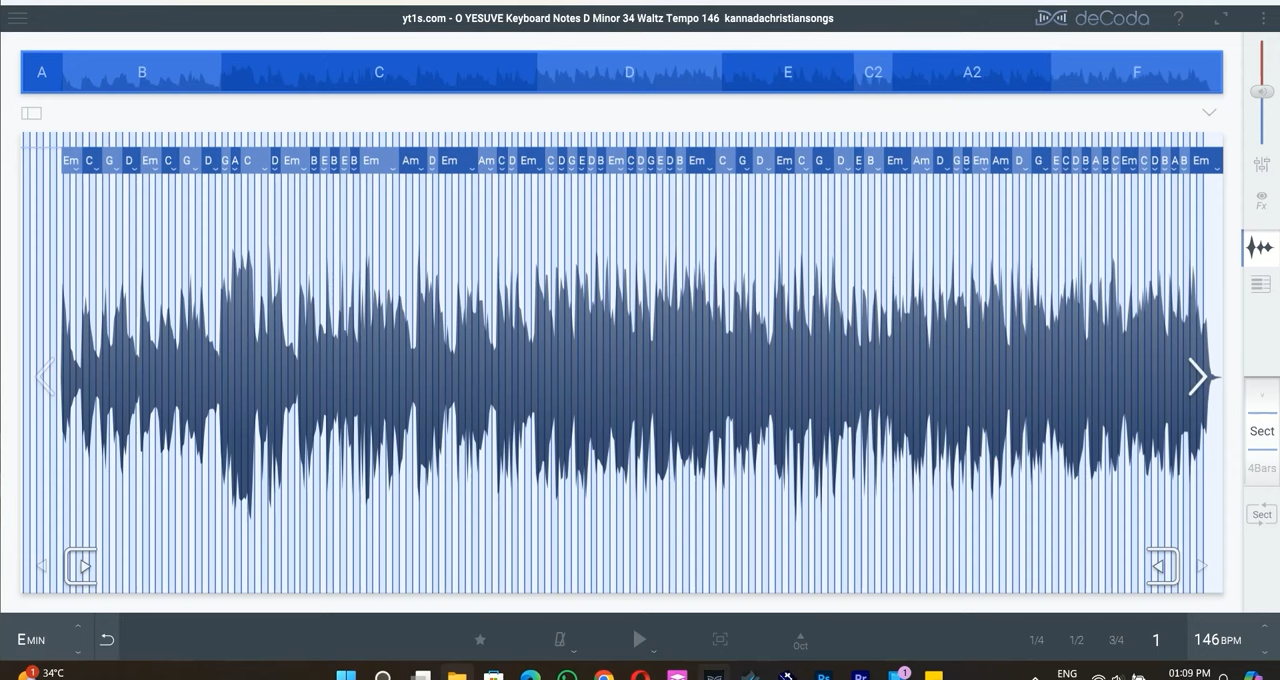 yt1s.com - O YESUVE Keyboard Notes D Minor 34 Waltz Tempo 146 kannadachristiansongs
deCoda ?
A B C D E C2 A2 F
Em C G D Em C G D G A C D Em B E B E B Em Am D Em Am C D Em C D G E D B Em C D G E D B Em C G D Em C G D E B Em Am D G B Em Am D G E C D B A B C Em C D B A B Em
Fx
Sect
4Bars
Sect
EMIN
Oct
1/4 1/2 3/4 1 146BPM
1 34°C
1
ENG
01:09 PM